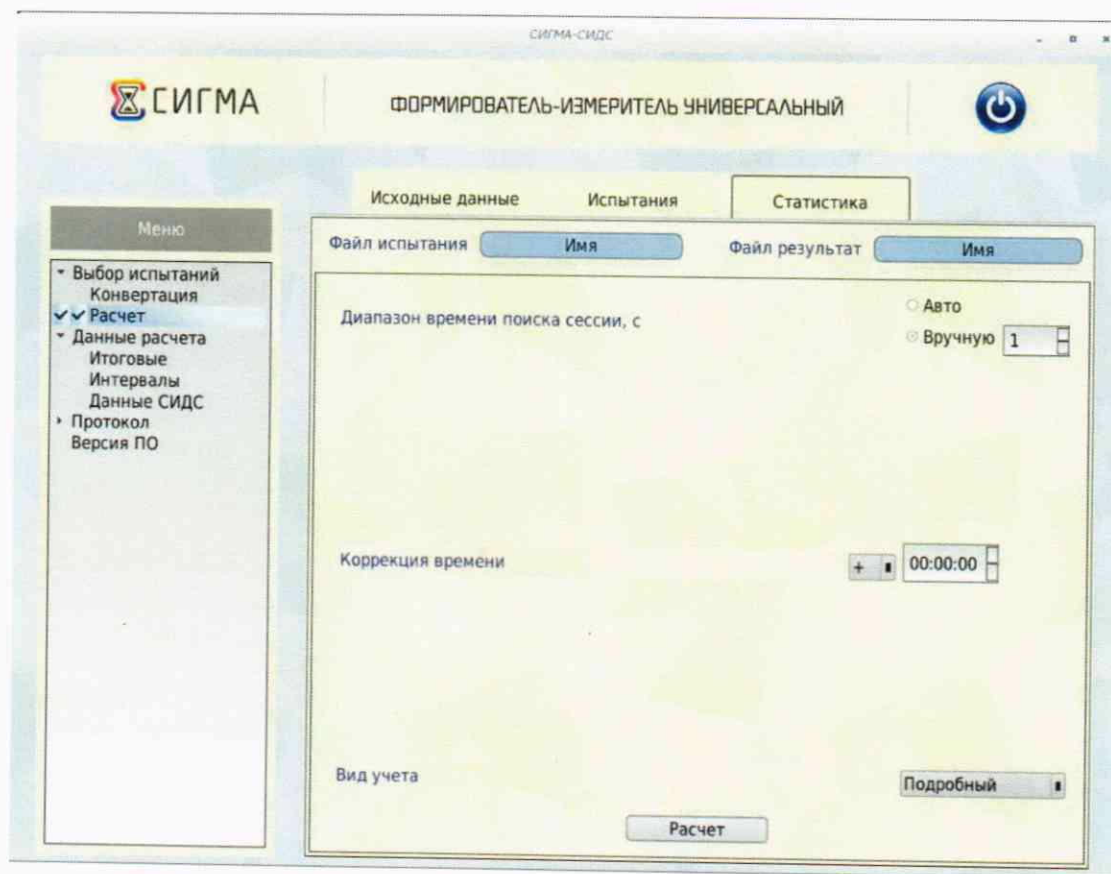 СИГМА-СИДС
СИГМА
ФОРМИРОВАТЕЛЬ-ИЗМЕРИТЕЛЬ УНИВЕРСАЛЬНЫЙ
Исходные данные Испытания Статистика
Меню
Выбор испытаний
Конвертация
Расчет
Данные расчета
Итоговые
Интервалы
Данные СИДС
Протокол
Версия ПО
Файл испытания Имя Файл результат Имя
Диапазон времени поиска сессии, с
Авто
Вручную 1
Коррекция времени + 00:00:00
Вид учета Подробный
Расчет